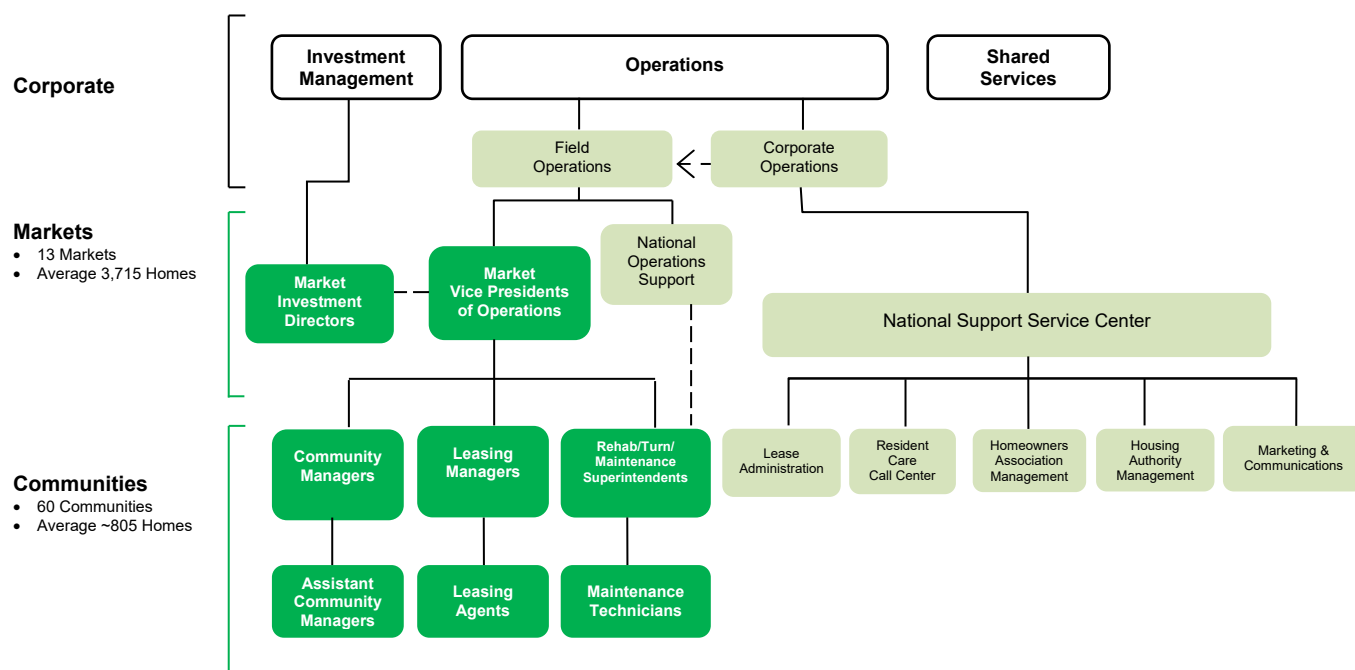 Corporate
Investment
Management
Operations
Shared
Services
Field
Operations
Corporate
Operations
Markets
• 13 Markets
• Average 3,715 Homes
Market
Investment
Directors
Market
Vice Presidents
of Operations
National
Operations
Support
National Support Service Center
Communities
• 60 Communities
• Average ~805 Homes
Community
Managers
Leasing
Managers
Rehab/Turn/
Maintenance
Superintendents
Lease
Administration
Resident
Care
Call Center
Homeowners
Association
Management
Housing
Authority
Management
Marketing &
Communications
Assistant
Community
Managers
Leasing
Agents
Maintenance
Technicians